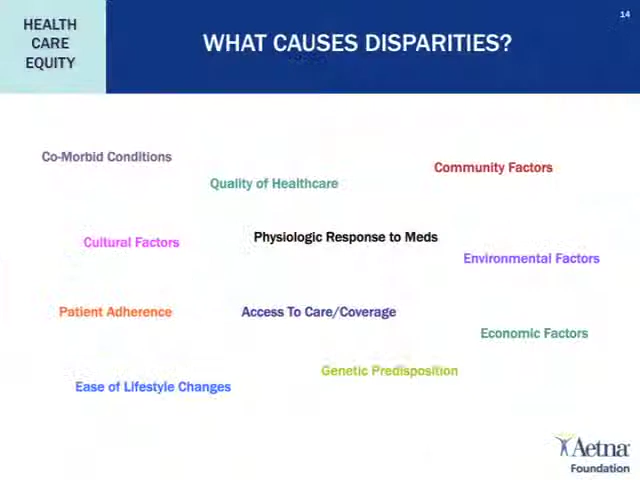 HEALTH
CARE
EQUITY
WHAT CAUSES DISPARITIES?
14
Co-Morbid Conditions
Quality of Healthcare
Community Factors
Cultural Factors
Physiologic Response to Meds
Environmental Factors
Patient Adherence
Access To Care/Coverage
Economic Factors
Genetic Predisposition
Ease of Lifestyle Changes
Aetna
Foundation